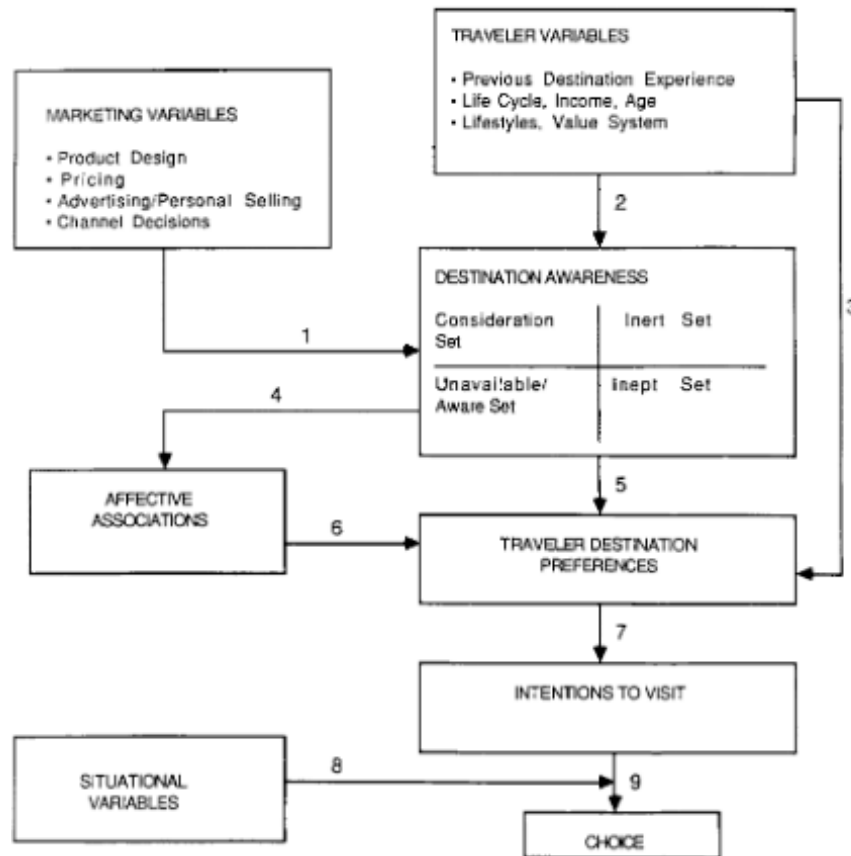 TRAVELER VARIABLES
• Previous Destination Experience
• Life Cycle, Income, Age
• Lifestyles, Value System
MARKETING VARIABLES
• Product Design
• Pricing
• Advertising/Personal Selling
• Channel Decisions
2
DESTINATION AWARENESS
Consideration
Set
Inert Set
Unavailable/
Aware Set
Inept Set
1
4
5
AFFECTIVE
ASSOCIATIONS
6
TRAVELER DESTINATION
PREFERENCES
7
INTENTIONS TO VISIT
SITUATIONAL
VARIABLES
8
9
CHOICE